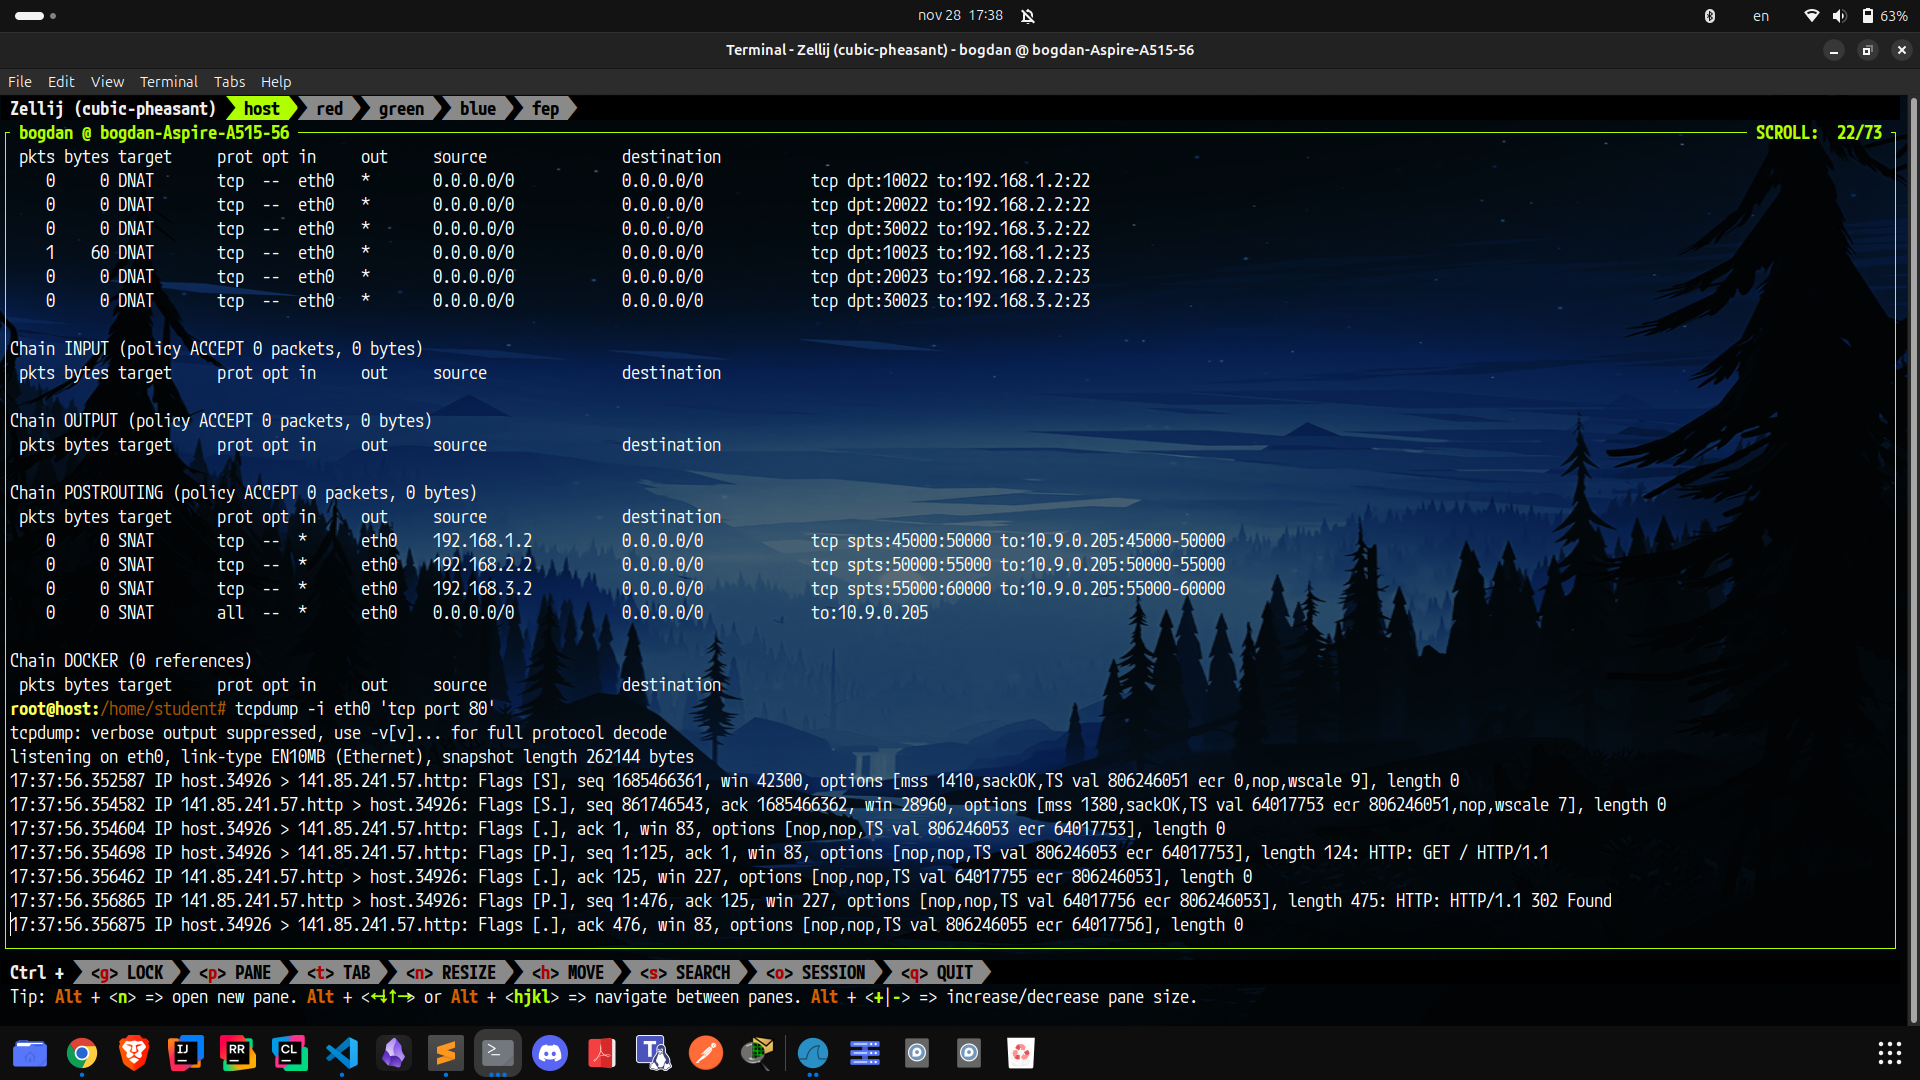 nov 28 17:38
en
63%
Terminal - Zellij (cubic-pheasant) - bogdan @ bogdan-Aspire-A515-56
File Edit View Terminal Tabs Help
Zellij (cubic-pheasant) host red green blue fep
bogdan @ bogdan-Aspire-A515-56 SCROLL: 22/73
pkts bytes target prot opt in out source destination
0 0 DNAT tcp -- eth0 * 0.0.0.0/0 0.0.0.0/0 tcp dpt:10022 to:192.168.1.2:22
0 0 DNAT tcp -- eth0 * 0.0.0.0/0 0.0.0.0/0 tcp dpt:20022 to:192.168.2.2:22
0 0 DNAT tcp -- eth0 * 0.0.0.0/0 0.0.0.0/0 tcp dpt:30022 to:192.168.3.2:22
1 60 DNAT tcp -- eth0 * 0.0.0.0/0 0.0.0.0/0 tcp dpt:10023 to:192.168.1.2:23
0 0 DNAT tcp -- eth0 * 0.0.0.0/0 0.0.0.0/0 tcp dpt:20023 to:192.168.2.2:23
0 0 DNAT tcp -- eth0 * 0.0.0.0/0 0.0.0.0/0 tcp dpt:30023 to:192.168.3.2:23
Chain INPUT (policy ACCEPT 0 packets, 0 bytes)
pkts bytes target prot opt in out source destination
Chain OUTPUT (policy ACCEPT 0 packets, 0 bytes)
pkts bytes target prot opt in out source destination
Chain POSTROUTING (policy ACCEPT 0 packets, 0 bytes)
pkts bytes target prot opt in out source destination
0 0 SNAT tcp -- * eth0 192.168.1.2 0.0.0.0/0 tcp spts:45000:50000 to:10.9.0.205:45000-50000
0 0 SNAT tcp -- * eth0 192.168.2.2 0.0.0.0/0 tcp spts:50000:55000 to:10.9.0.205:50000-55000
0 0 SNAT tcp -- * eth0 192.168.3.2 0.0.0.0/0 tcp spts:55000:60000 to:10.9.0.205:55000-60000
0 0 SNAT all -- * eth0 0.0.0.0/0 0.0.0.0/0 to:10.9.0.205
Chain DOCKER (0 references)
pkts bytes target prot opt in out source destination
root@host:/home/student# tcpdump -i eth0 'tcp port 80'
tcpdump: verbose output suppressed, use -v[v]... for full protocol decode
listening on eth0, link-type EN10MB (Ethernet), snapshot length 262144 bytes
17:37:56.352587 IP host.34926 > 141.85.241.57.http: Flags [S], seq 1685466361, win 42300, options [mss 1410,sackOK,TS val 806246051 ecr 0,nop,wscale 9], length 0
17:37:56.354582 IP 141.85.241.57.http > host.34926: Flags [S.], seq 861746543, ack 1685466362, win 28960, options [mss 1380,sackOK,TS val 64017753 ecr 806246051,nop,wscale 7], length 0
17:37:56.354604 IP host.34926 > 141.85.241.57.http: Flags [.], ack 1, win 83, options [nop,nop,TS val 806246053 ecr 64017753], length 0
17:37:56.354698 IP host.34926 > 141.85.241.57.http: Flags [P.], seq 1:125, ack 1, win 83, options [nop,nop,TS val 806246053 ecr 64017753], length 124: HTTP: GET / HTTP/1.1
17:37:56.356462 IP 141.85.241.57.http > host.34926: Flags [.], ack 125, win 227, options [nop,nop,TS val 64017755 ecr 806246053], length 0
17:37:56.356865 IP 141.85.241.57.http > host.34926: Flags [P.], seq 1:476, ack 125, win 227, options [nop,nop,TS val 64017756 ecr 806246053], length 475: HTTP: HTTP/1.1 302 Found
17:37:56.356875 IP host.34926 > 141.85.241.57.http: Flags [.], ack 476, win 83, options [nop,nop,TS val 806246055 ecr 64017756], length 0
Ctrl + <g> LOCK <p> PANE <t> TAB <n> RESIZE <h> MOVE <s> SEARCH <o> SESSION <q> QUIT
Tip: Alt + <n> => open new pane. Alt + <←↓↑→> or Alt + <hjkl> => navigate between panes. Alt + <+|-> => increase/decrease pane size.
IJ
RR
CL
T